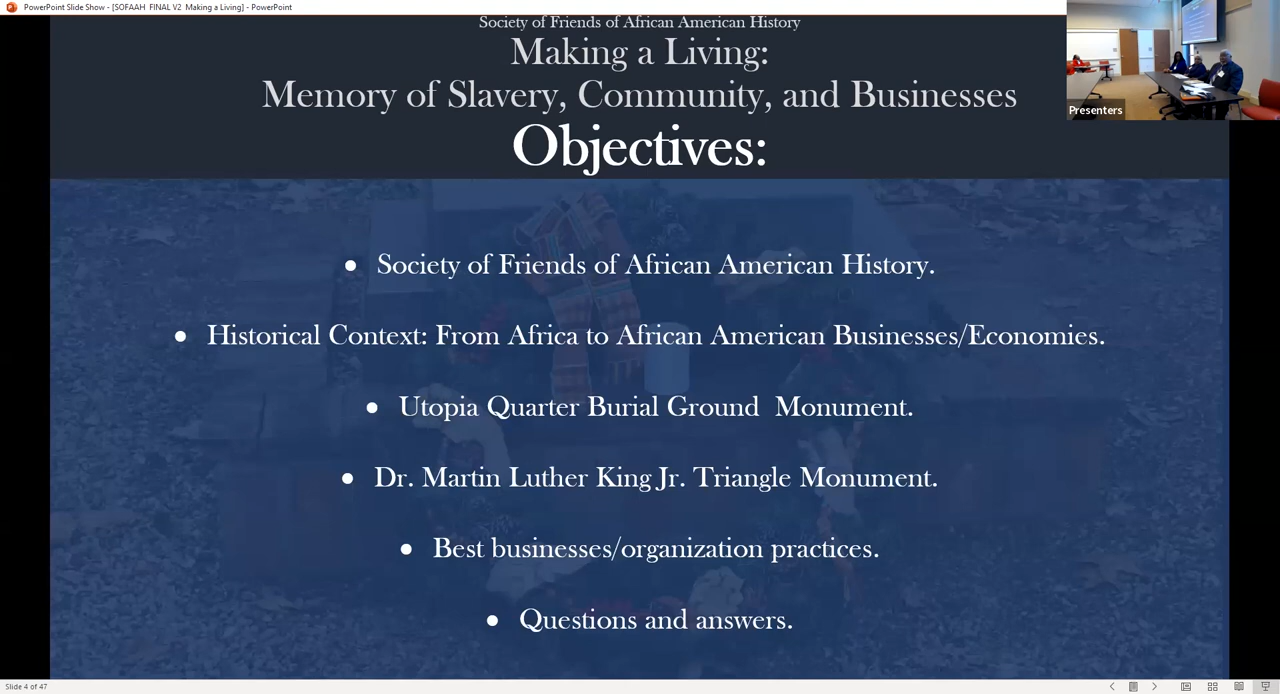 PowerPoint Slide Show - [SOFAAH FINAL V2 Making a Living] - PowerPoint
Society of Friends of African American History
Making a Living:
Memory of Slavery, Community, and Businesses
Objectives:
Presenters
● Society of Friends of African American History.
● Historical Context: From Africa to African American Businesses/Economies.
● Utopia Quarter Burial Ground Monument.
● Dr. Martin Luther King Jr. Triangle Monument.
● Best businesses/organization practices.
● Questions and answers.
Slide 4 of 47